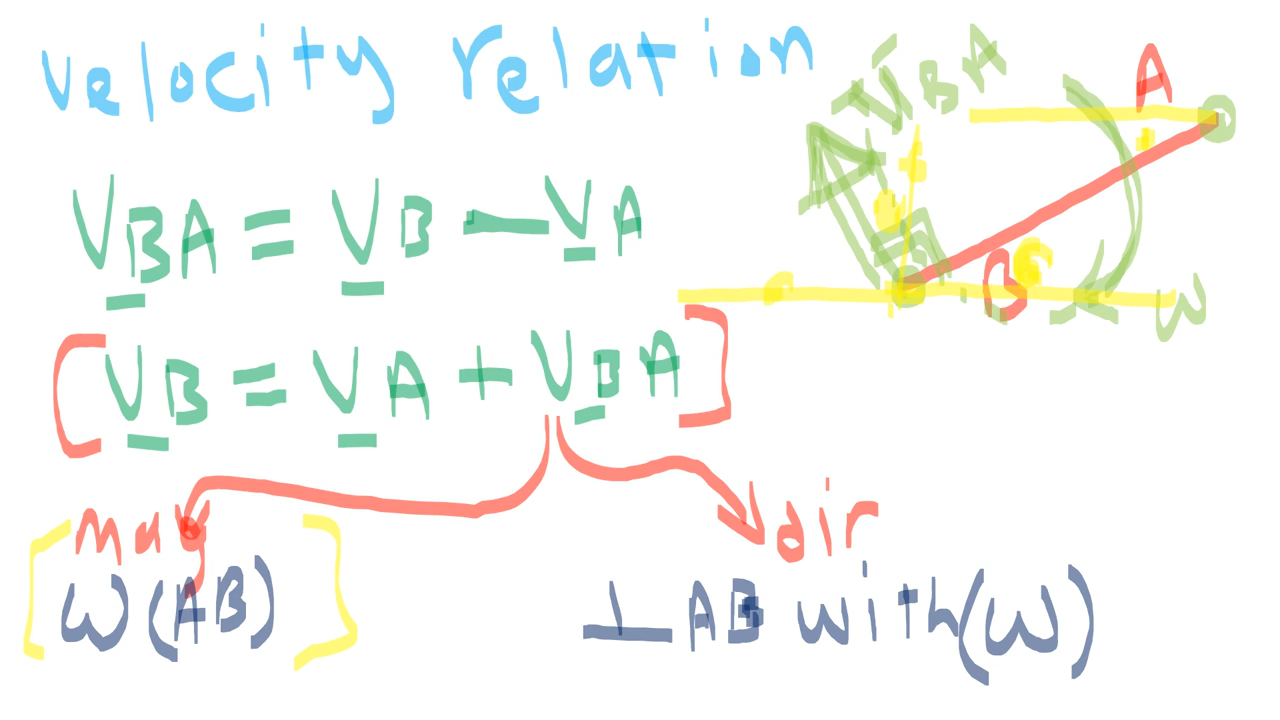 velocity relation
VBA = VB - VA
[VB = VA + VBA]
mag dir
[ω(AB)] ⊥ AB with (ω)
VBA
A
B
ω